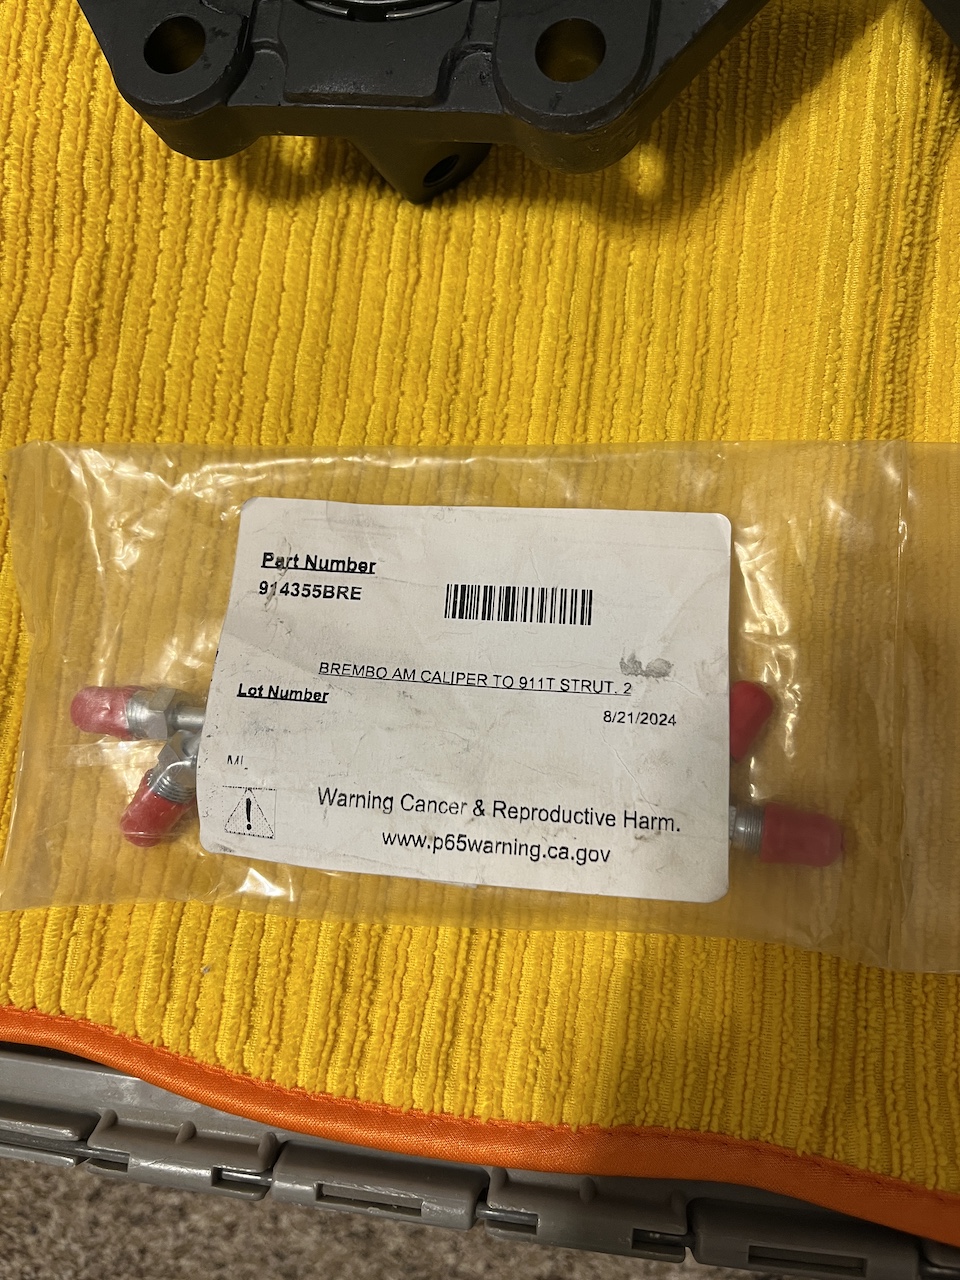 Part Number
914355BRE
BREMBO AM CALIPER TO 911T STRUT. 2
Lot Number
8/21/2024
Warning Cancer & Reproductive Harm.
www.p65warning.ca.gov